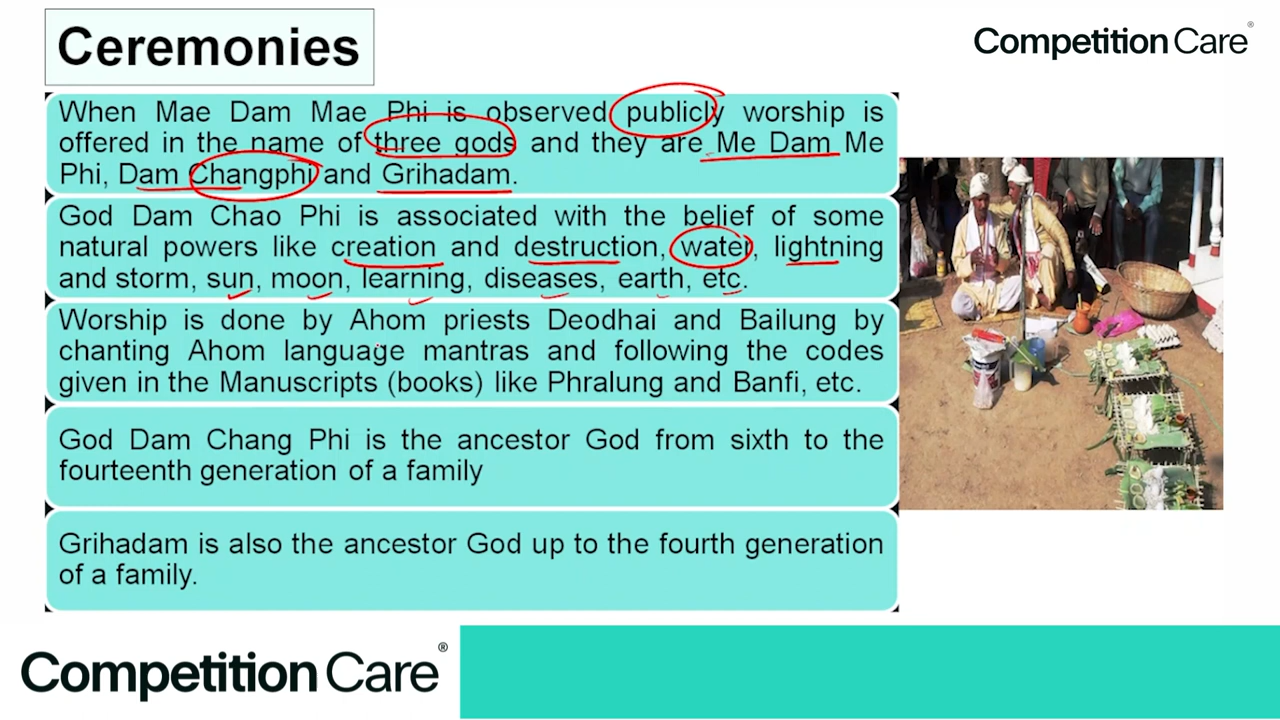 Ceremonies
Competition Care®
When Mae Dam Mae Phi is observed publicly worship is
offered in the name of three gods and they are Me Dam Me
Phi, Dam Changphi and Grihadam.
God Dam Chao Phi is associated with the belief of some
natural powers like creation and destruction, water, lightning
and storm, sun, moon, learning, diseases, earth, etc.
Worship is done by Ahom priests Deodhai and Bailung by
chanting Ahom language mantras and following the codes
given in the Manuscripts (books) like Phralung and Banfi, etc.
God Dam Chang Phi is the ancestor God from sixth to the
fourteenth generation of a family
Grihadam is also the ancestor God up to the fourth generation
of a family.
Competition Care®